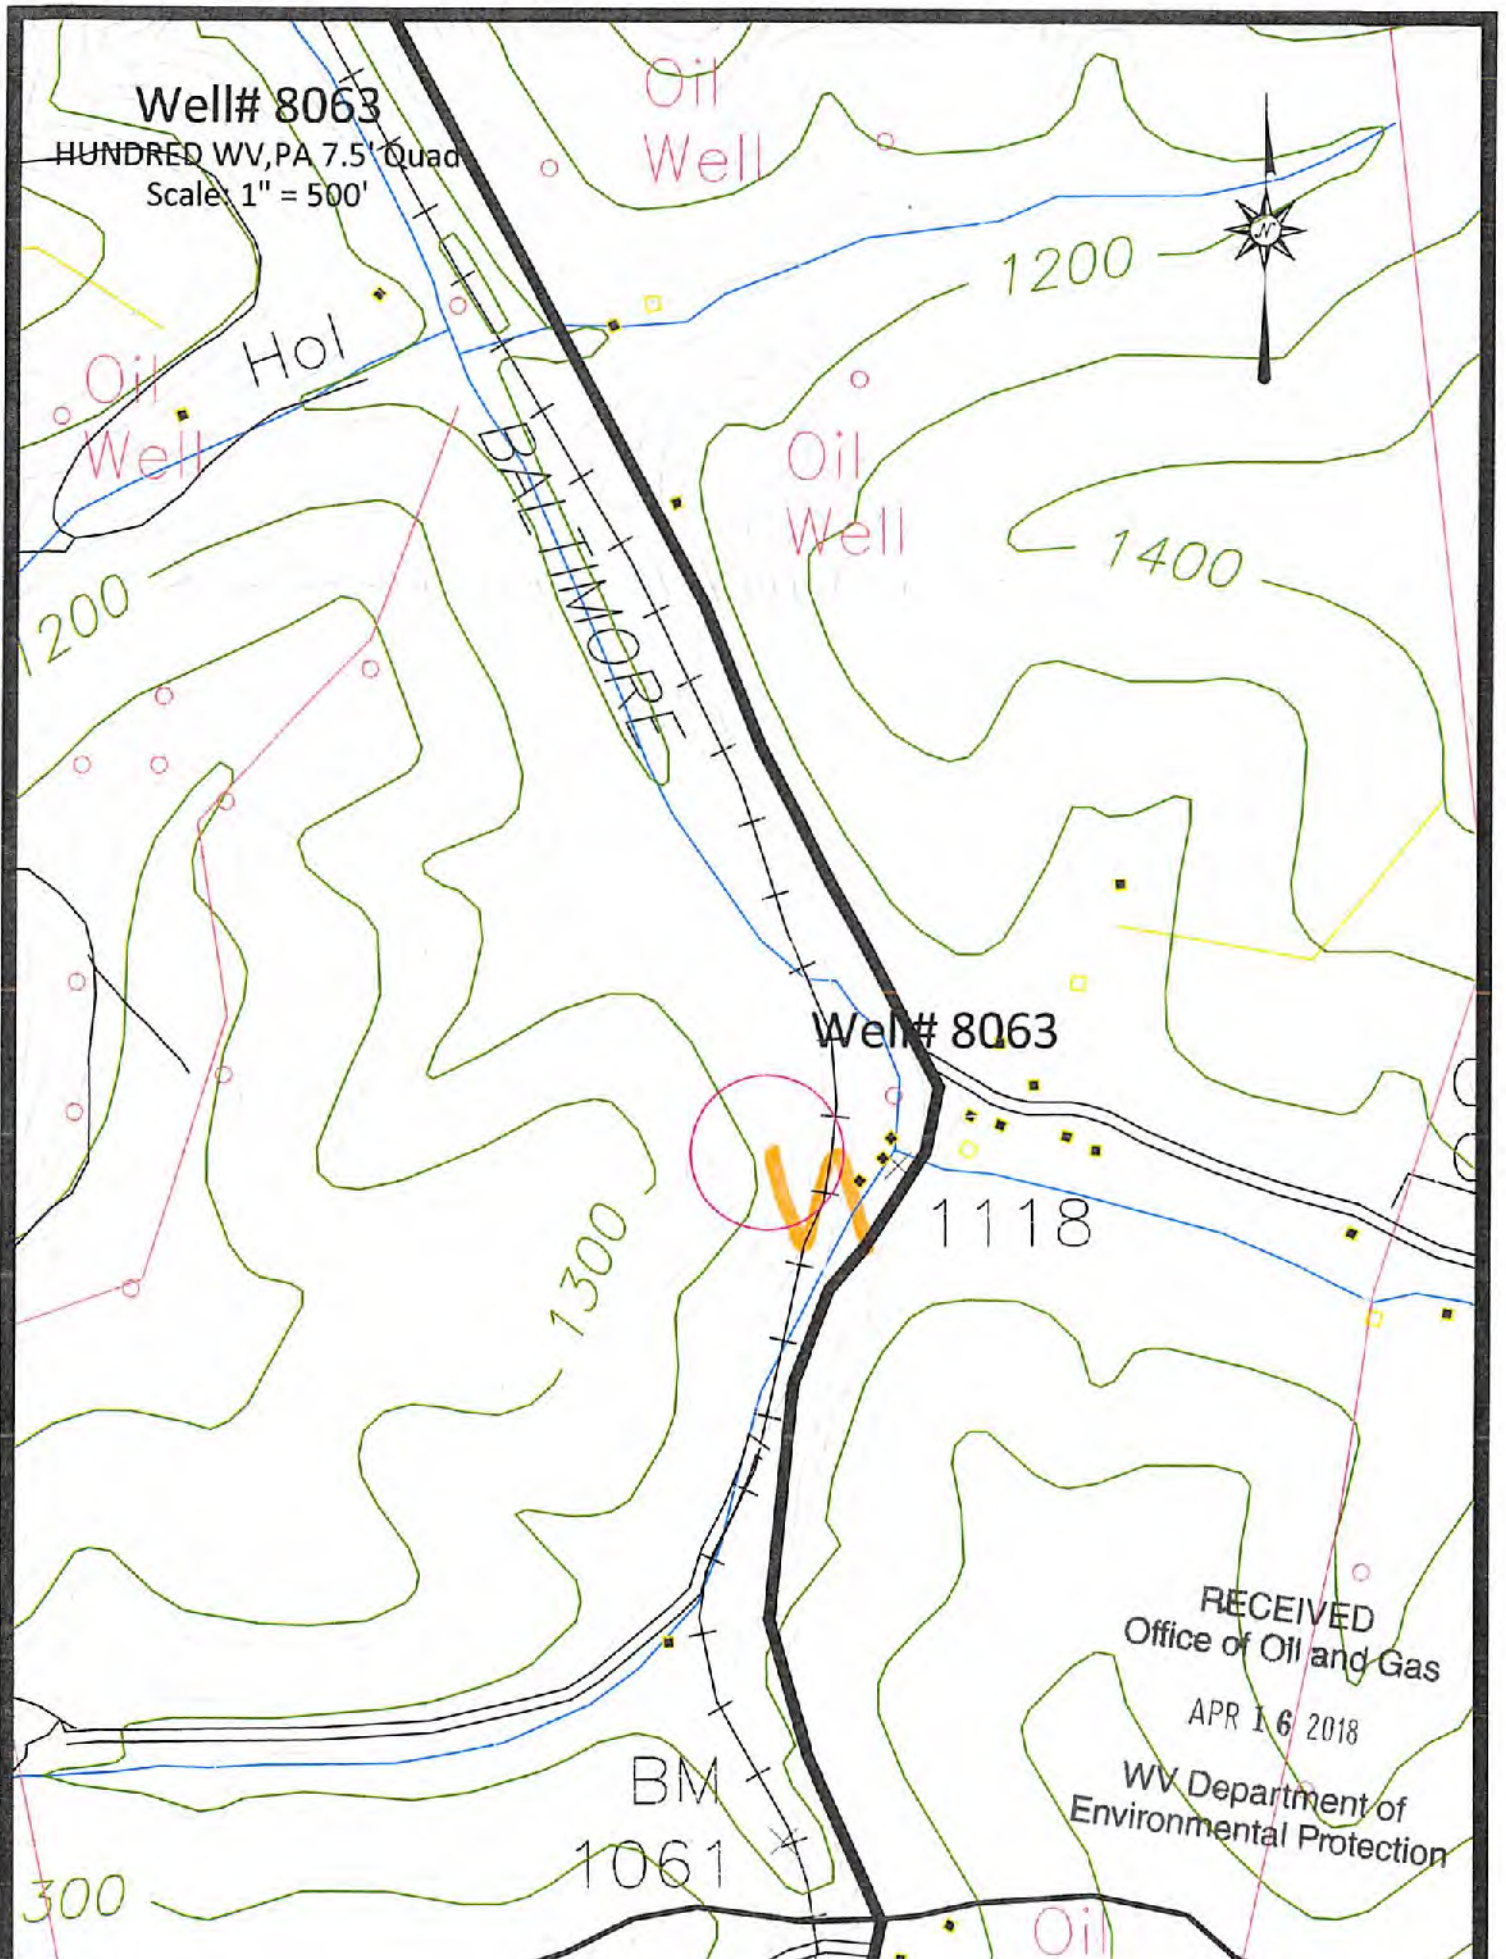 Well# 8063
HUNDRED WV,PA 7.5' Quad
Scale: 1" = 500'
Oil
Well
N
1200
Hol
Oil
Well
BALTIMORE
Oil
Well
1400
1200
Well# 8063
1118
1300
RECEIVED
Office of Oil and Gas
APR 16 2018
WV Department of
Environmental Protection
BM
1061
300
Oil